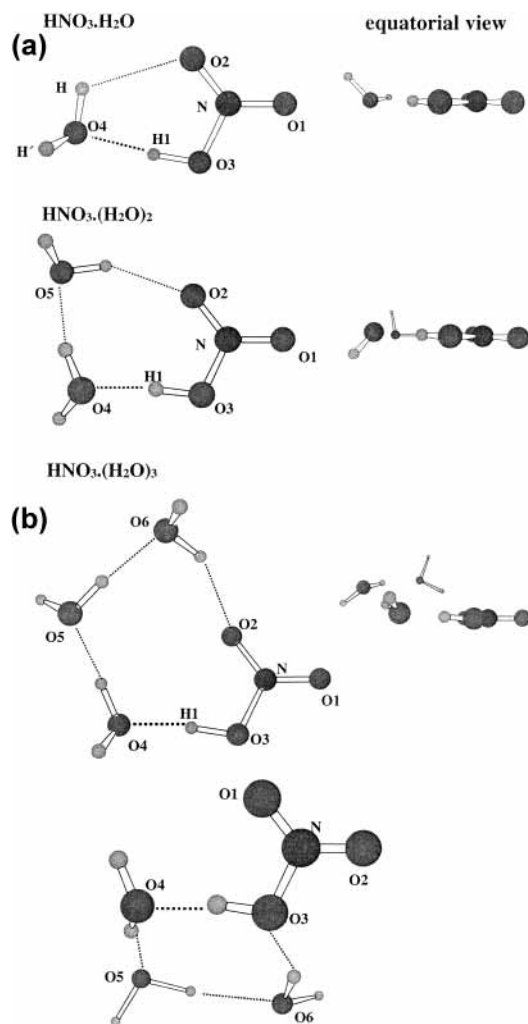 HNO₃.H₂O equatorial view
(a)
O2
H
N
O4
O1
H1
H′
O3
HNO₃.(H₂O)₂
O5
O2
N
O1
H1
O4
O3
HNO₃.(H₂O)₃
(b)
O6
O5
O2
N
O1
H1
O4
O3
O1
N
O4
O2
O3
O5
O6